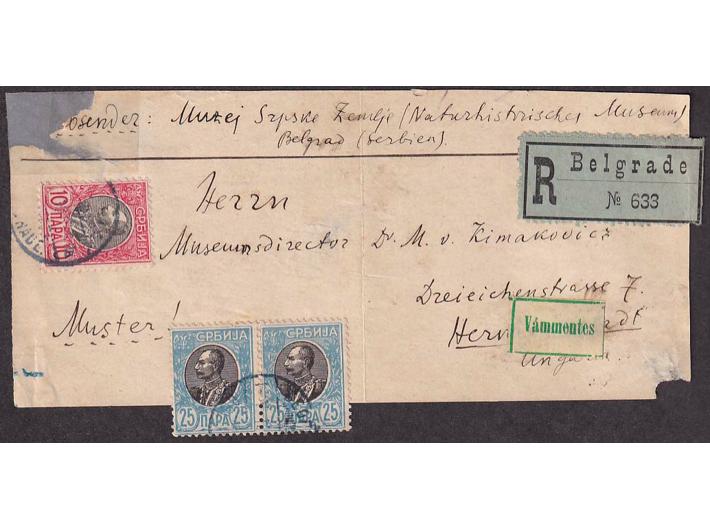 Absender: Muzej Srpske Zemlje (Naturhistorisches Museum)
Belgrad (Serbien).
R Belgrade
№ 633
Herrn
Museumsdirector Dr. M. v. Kimakovicz
Dreieichenstrasse 7.
Muster!
Vámmentes
10 ПАРА 10
СРБИЈА
СРБИЈА
25 ПАРА 25
СРБИЈА
25 ПАРА 25